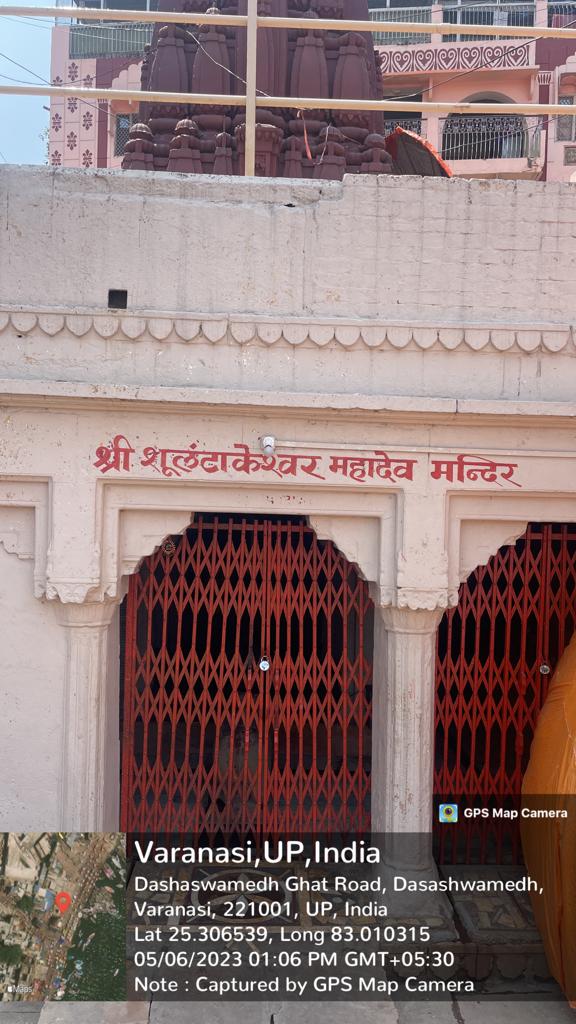 श्री शूलंटाकेश्वर महादेव मन्दिर
GPS Map Camera
Varanasi,UP,India
Dashaswamedh Ghat Road, Dasashwamedh,
Varanasi, 221001, UP, India
Lat 25.306539, Long 83.010315
05/06/2023 01:06 PM GMT+05:30
Note : Captured by GPS Map Camera
Maps